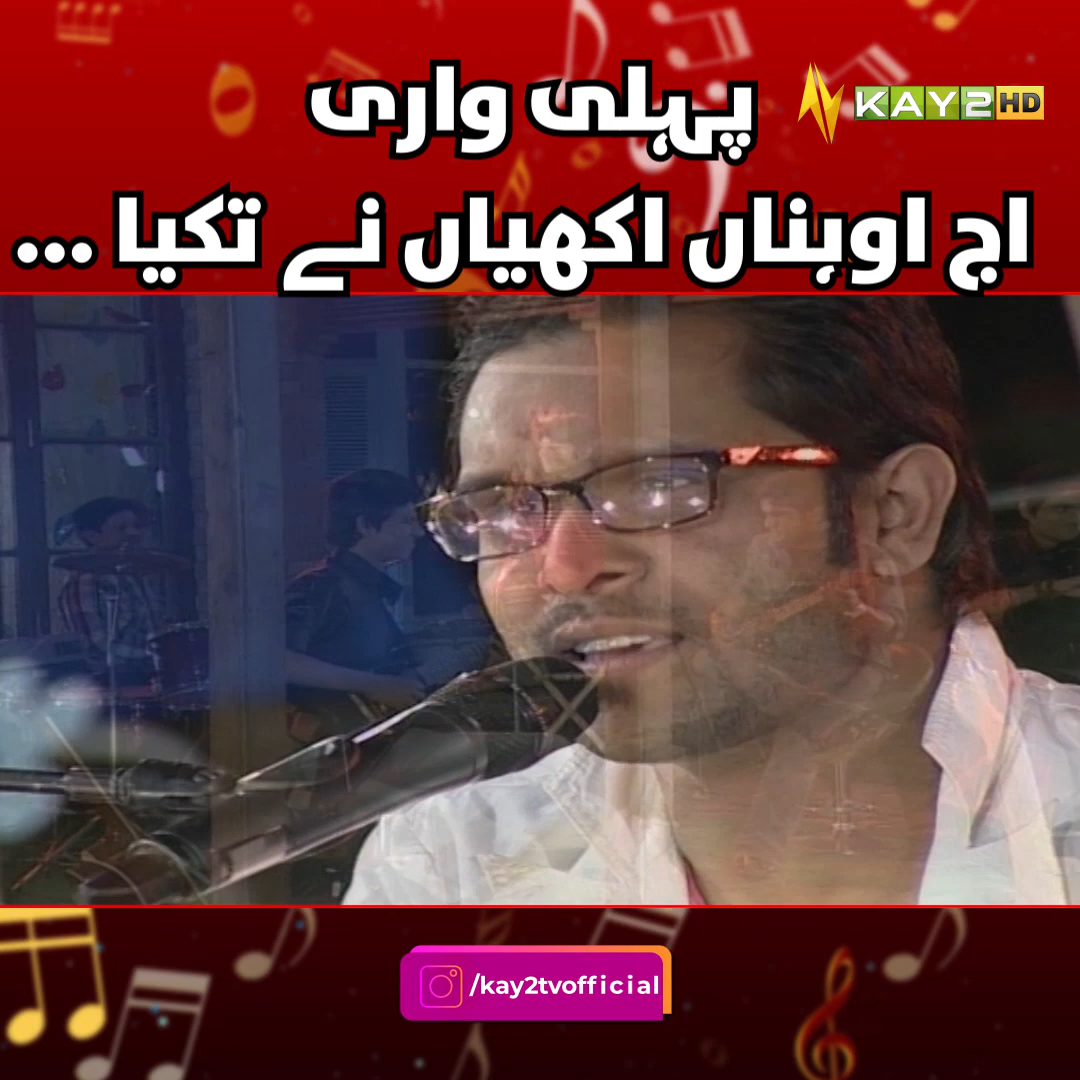 پہلی واری
KAY2HD
اج اوہناں اکھیاں نے تکیا ...
/kay2tvofficial